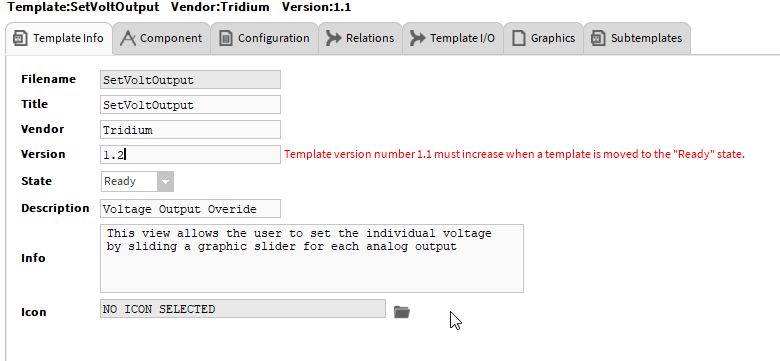 Template:SetVoltOutput Vendor:Tridium Version:1.1
Template Info Component Configuration Relations Template I/O Graphics Subtemplates
Filename SetVoltOutput
Title SetVoltOutput
Vendor Tridium
Version 1.2 Template version number 1.1 must increase when a template is moved to the "Ready" state.
State Ready
Description Voltage Output Overide
Info This view allows the user to set the individual voltage
by sliding a graphic slider for each analog output
Icon NO ICON SELECTED